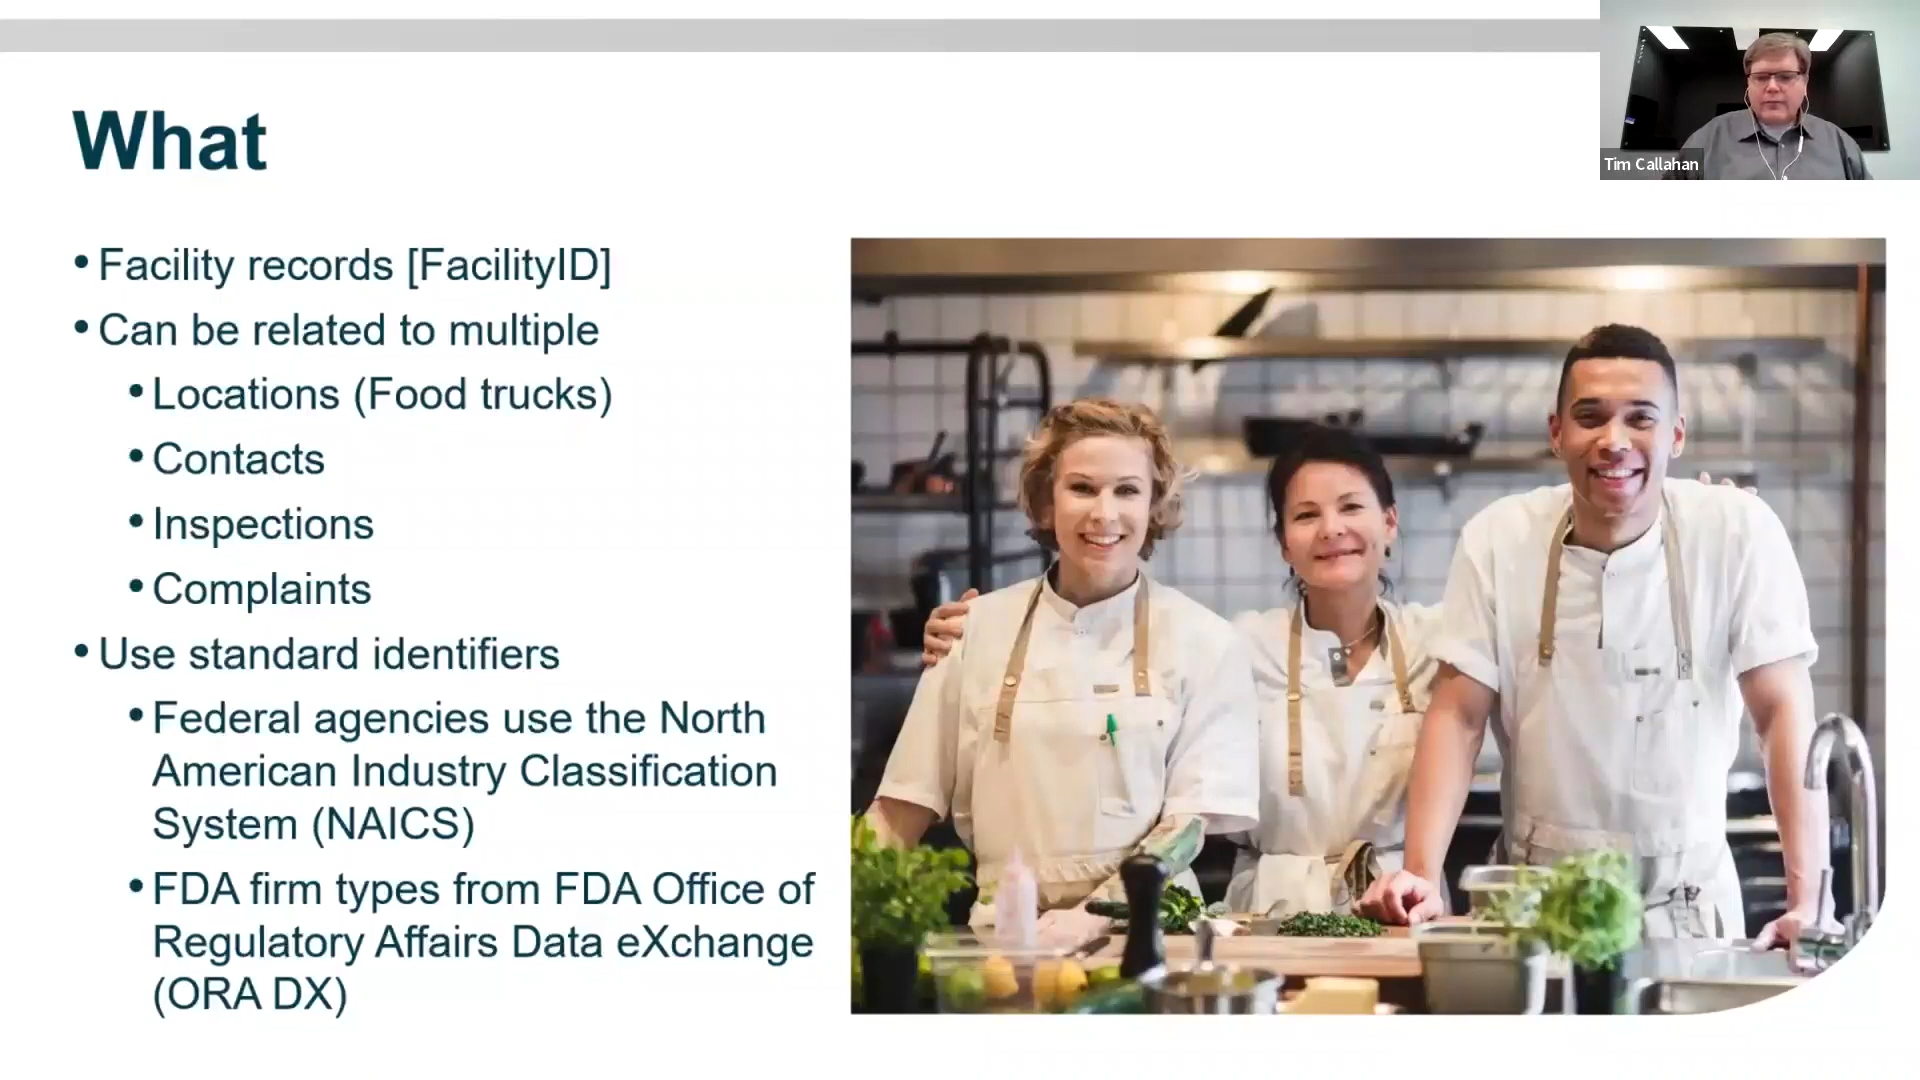 What
Tim Callahan
• Facility records [FacilityID]
• Can be related to multiple
• Locations (Food trucks)
• Contacts
• Inspections
• Complaints
• Use standard identifiers
• Federal agencies use the North
American Industry Classification
System (NAICS)
• FDA firm types from FDA Office of
Regulatory Affairs Data eXchange
(ORA DX)